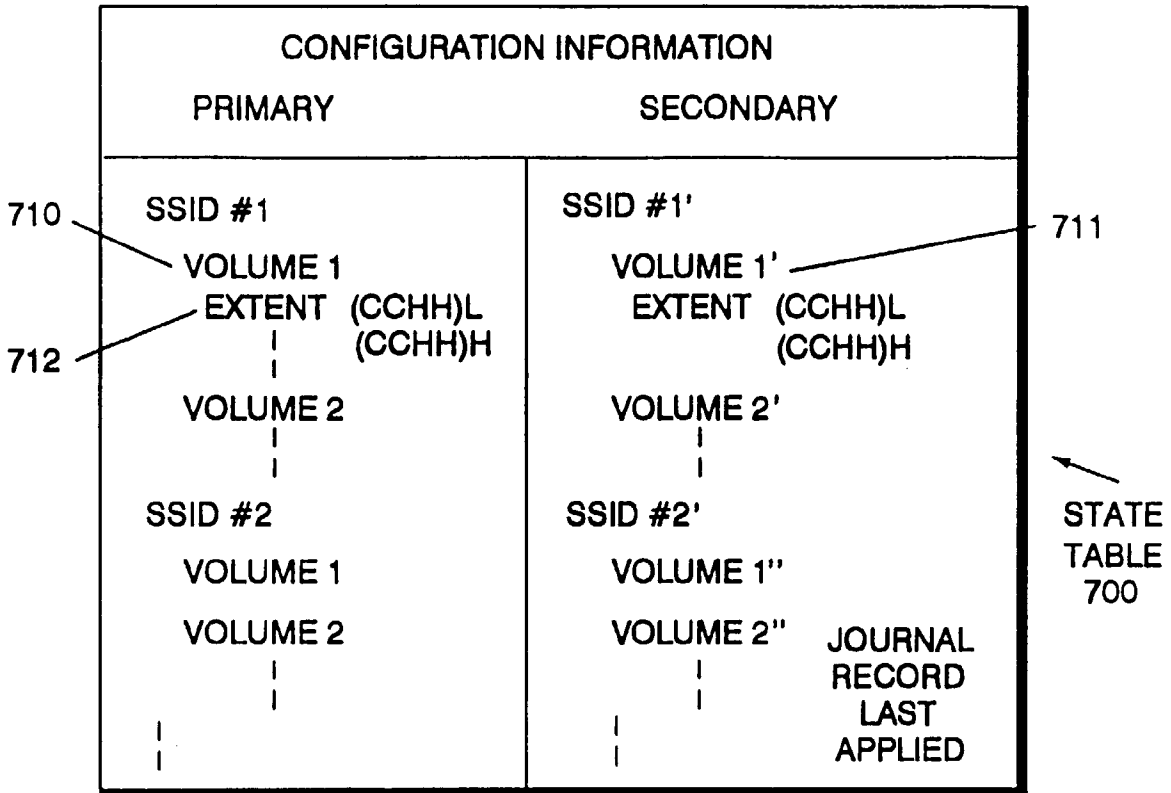 CONFIGURATION INFORMATION
PRIMARY
SECONDARY
710
SSID #1
VOLUME 1
712
EXTENT (CCHH)L
(CCHH)H
VOLUME 2
SSID #2
VOLUME 1
VOLUME 2
SSID #1'
VOLUME 1'
711
EXTENT (CCHH)L
(CCHH)H
VOLUME 2'
SSID #2'
VOLUME 1''
VOLUME 2''
JOURNAL
RECORD
LAST
APPLIED
STATE
TABLE
700